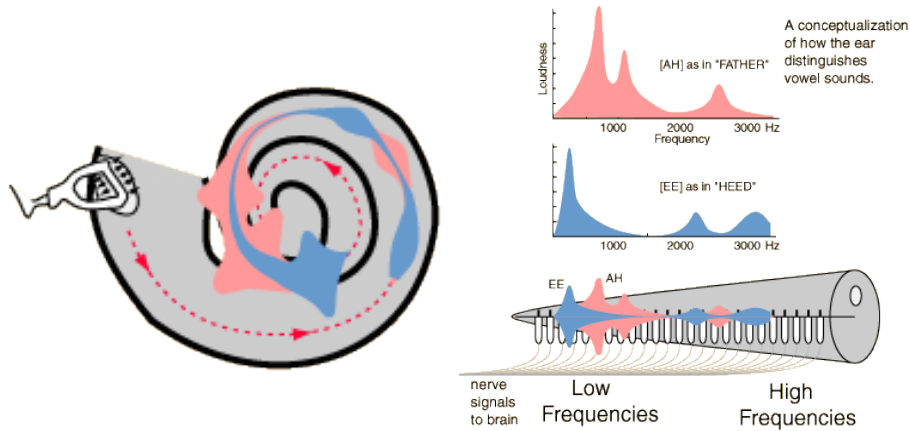 A conceptualization
of how the ear
distinguishes
vowel sounds.
Loudness
[AH] as in "FATHER"
1000 2000 3000 Hz
Frequency
[EE] as in "HEED"
1000 2000 3000 Hz
EE AH
nerve
signals
to brain
Low
Frequencies
High
Frequencies